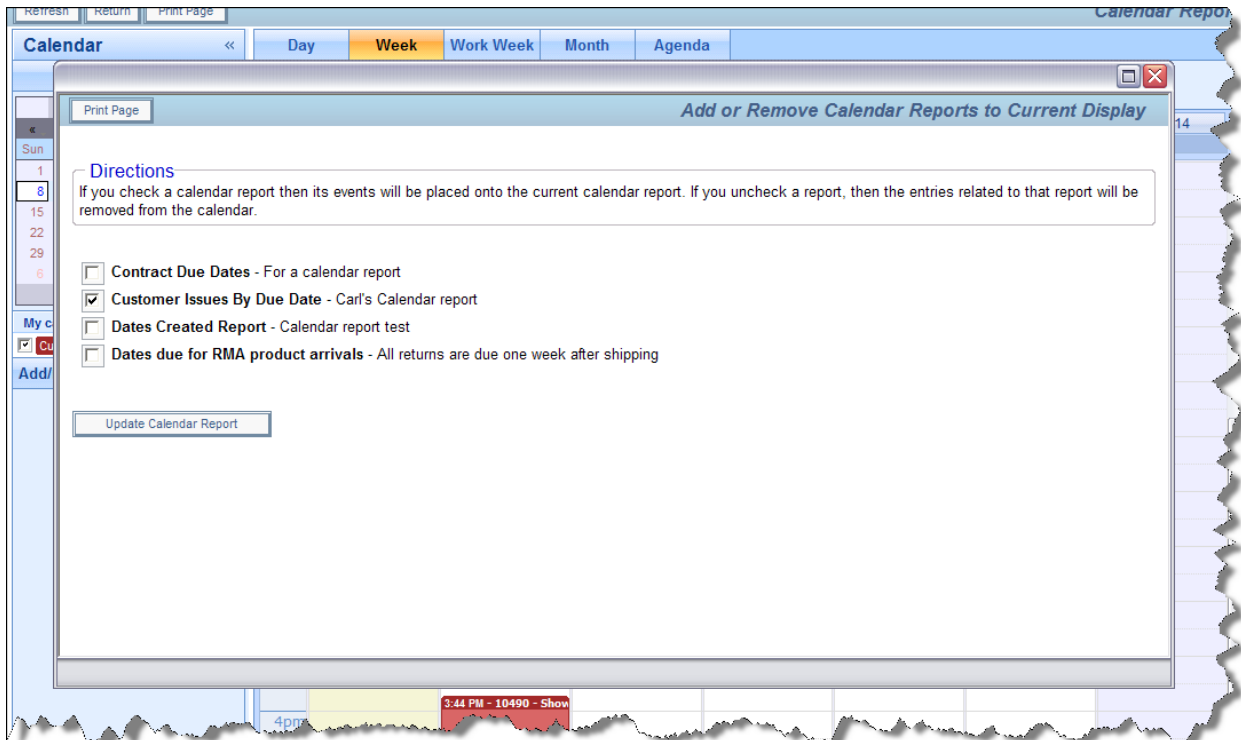 Refresh Return Print Page Calendar Repor
Calendar « Day Week Work Week Month Agenda
Print Page Add or Remove Calendar Reports to Current Display
« 14
Sun
1
8
15
22
29
6
Directions
If you check a calendar report then its events will be placed onto the current calendar report. If you uncheck a report, then the entries related to that report will be
removed from the calendar.
Contract Due Dates - For a calendar report
Customer Issues By Due Date - Carl's Calendar report
Dates Created Report - Calendar report test
Dates due for RMA product arrivals - All returns are due one week after shipping
My c
Cu
Add/
Update Calendar Report
3:44 PM - 10490 - Show
4pm